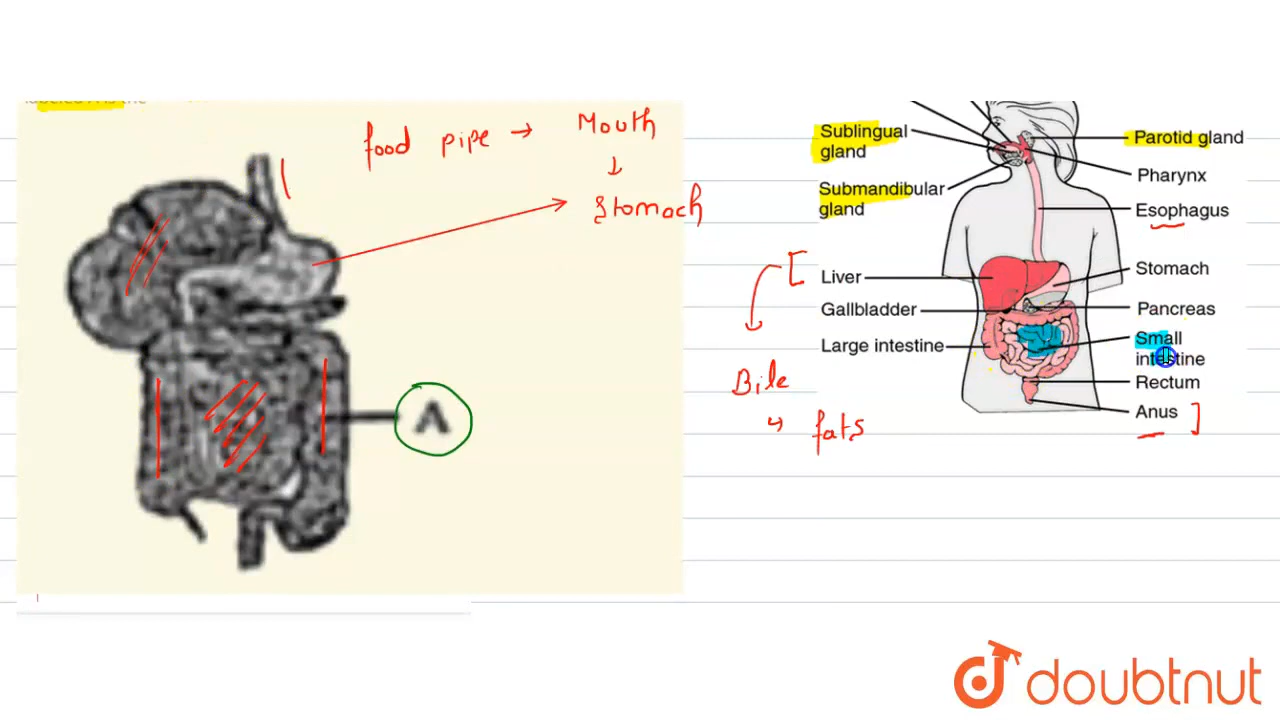 food pipe → Mouth
↓
Stomach
A
Sublingual
gland
Submandibular
gland
Liver
Gallbladder
Large intestine
Parotid gland
Pharynx
Esophagus
Stomach
Pancreas
Small
intestine
Rectum
Anus
Bile
↪ fats
doubtnut